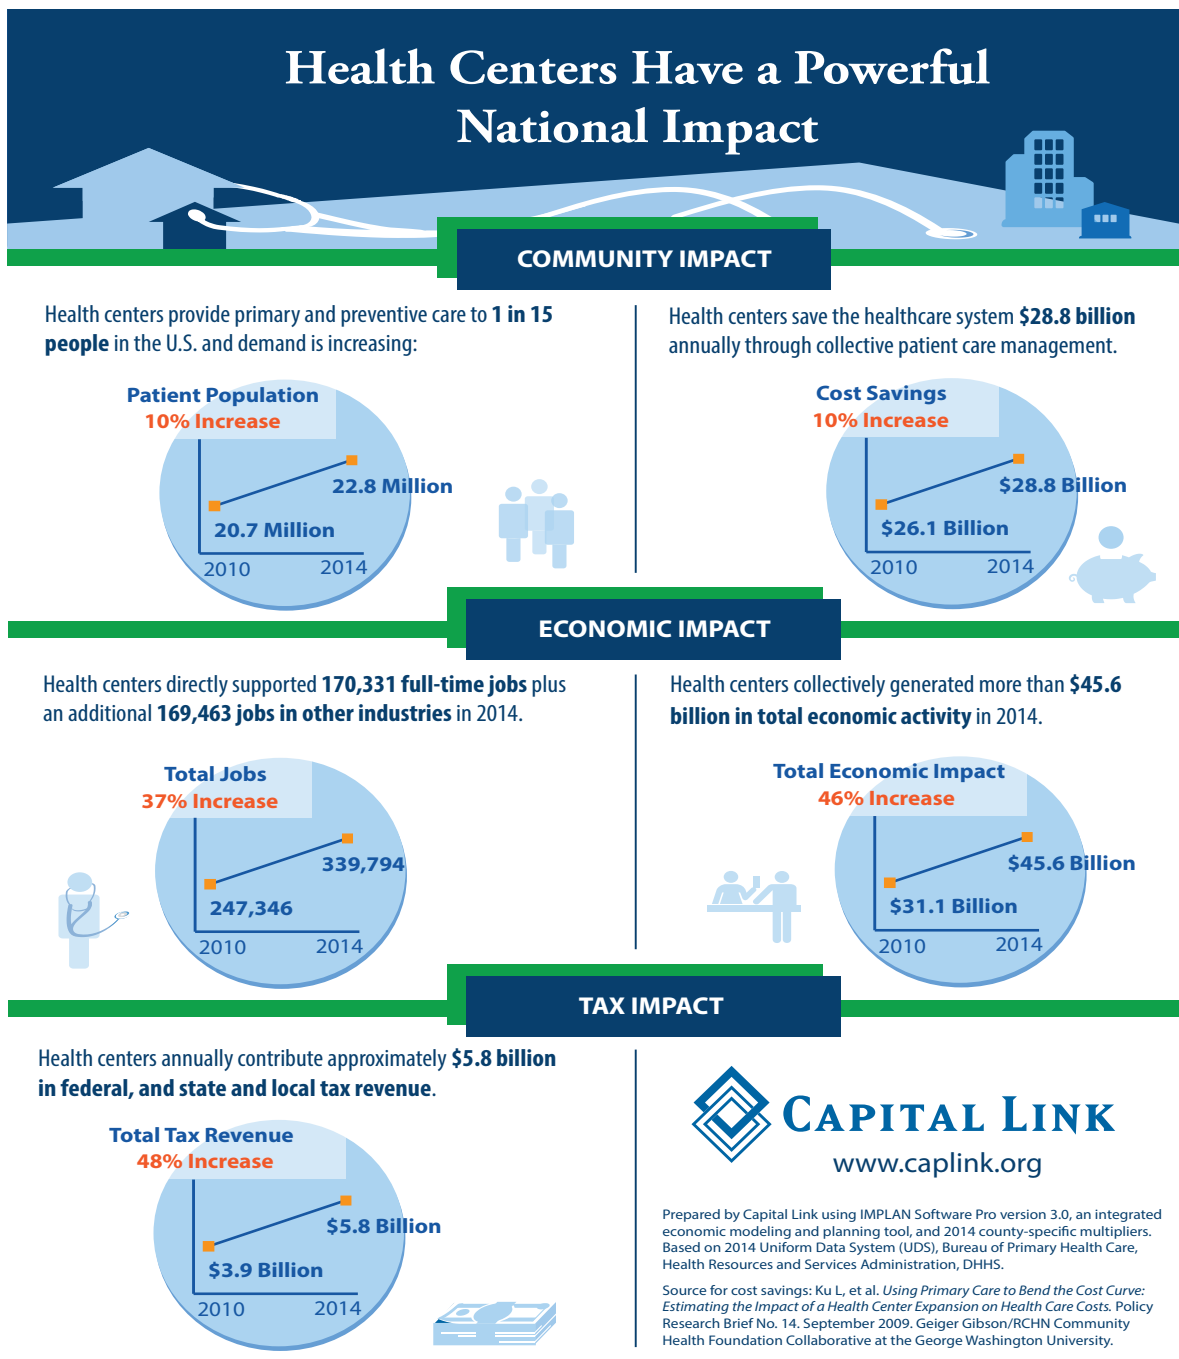 Health Centers Have a Powerful
National Impact
COMMUNITY IMPACT
Health centers provide primary and preventive care to 1 in 15
people in the U.S. and demand is increasing:
Patient Population
10% Increase
22.8 Million
20.7 Million
2010
2014
Health centers save the healthcare system $28.8 billion
annually through collective patient care management.
Cost Savings
10% Increase
$28.8 Billion
$26.1 Billion
2010
2014
ECONOMIC IMPACT
Health centers directly supported 170,331 full-time jobs plus
an additional 169,463 jobs in other industries in 2014.
Total Jobs
37% Increase
339,794
247,346
2010
2014
Health centers collectively generated more than $45.6
billion in total economic activity in 2014.
Total Economic Impact
46% Increase
$45.6 Billion
$31.1 Billion
2010
2014
TAX IMPACT
Health centers annually contribute approximately $5.8 billion
in federal, and state and local tax revenue.
Total Tax Revenue
48% Increase
$5.8 Billion
$3.9 Billion
2010
2014
CAPITAL LINK
www.caplink.org
Prepared by Capital Link using IMPLAN Software Pro version 3.0, an integrated
economic modeling and planning tool, and 2014 county-specific multipliers.
Based on 2014 Uniform Data System (UDS), Bureau of Primary Health Care,
Health Resources and Services Administration, DHHS.
Source for cost savings: Ku L, et al. Using Primary Care to Bend the Cost Curve:
Estimating the Impact of a Health Center Expansion on Health Care Costs. Policy
Research Brief No. 14. September 2009. Geiger Gibson/RCHN Community
Health Foundation Collaborative at the George Washington University.